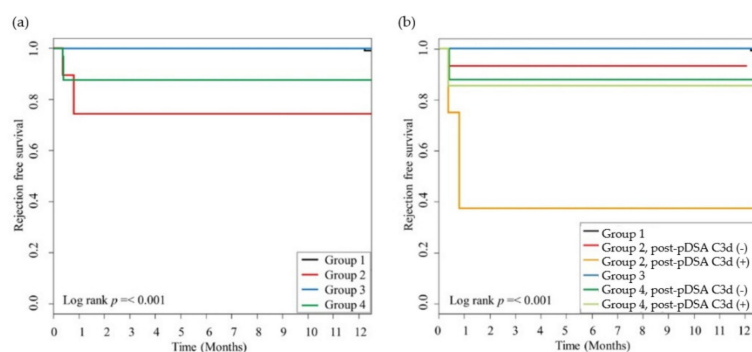 (a)
Rejection free survival
1.0
0.8
0.6
0.4
0.2
0.0
Log rank p =< 0.001
Group 1
Group 2
Group 3
Group 4
0 1 2 3 4 5 6 7 8 9 10 11 12
Time (Months)
(b)
Rejection free survival
1.0
0.8
0.6
0.4
0.2
0.0
Log rank p =< 0.001
Group 1
Group 2, post-pDSA C3d (-)
Group 2, post-pDSA C3d (+)
Group 3
Group 4, post-pDSA C3d (-)
Group 4, post-pDSA C3d (+)
0 1 2 3 4 5 6 7 8 9 10 11 12
Time (Months)